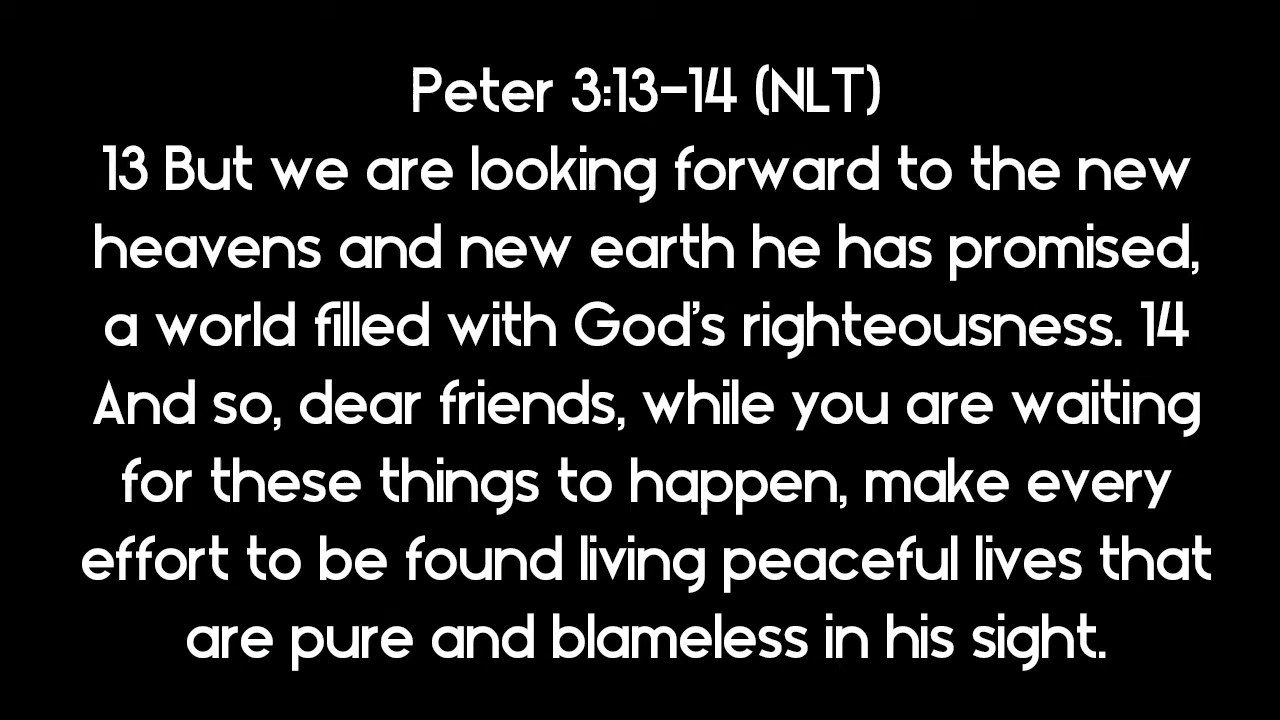 Peter 3:13-14 (NLT)
13 But we are looking forward to the new
heavens and new earth he has promised,
a world filled with God's righteousness. 14
And so, dear friends, while you are waiting
for these things to happen, make every
effort to be found living peaceful lives that
are pure and blameless in his sight.